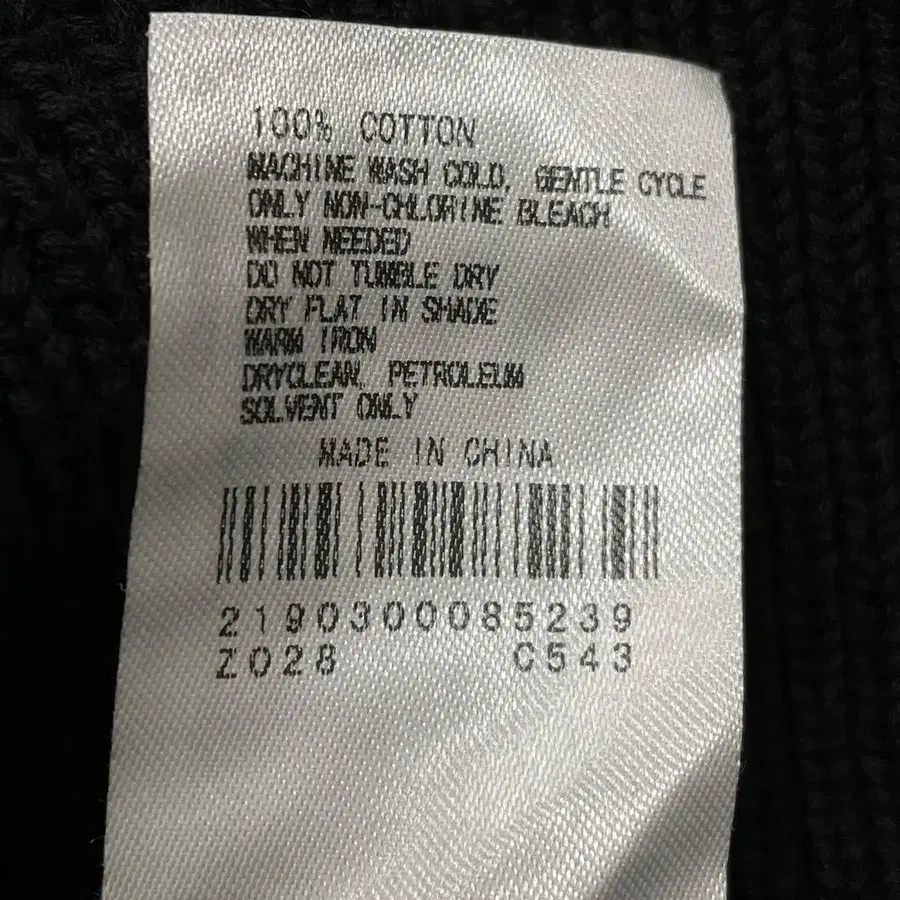 100% COTTON
MACHINE WASH COLD, GENTLE CYCLE
ONLY NON-CHLORINE BLEACH
WHEN NEEDED
DO NOT TUMBLE DRY
DRY FLAT IN SHADE
WARM IRON
DRYCLEAN, PETROLEUM
SOLVENT ONLY
MADE IN CHINA
2190300085239
Z028 C543